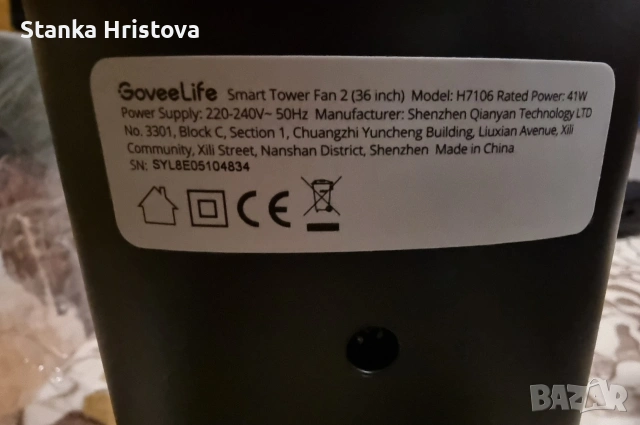 Stanka Hristova
GoveeLife Smart Tower Fan 2 (36 inch) Model: H7106 Rated Power: 41W
Power Supply: 220-240V~ 50Hz Manufacturer: Shenzhen Qianyan Technology LTD
No. 3301, Block C, Section 1, Chuangzhi Yuncheng Building, Liuxian Avenue, Xili
Community, Xili Street, Nanshan District, Shenzhen Made in China
SN: SYL8E05104834
CE
BAZAR